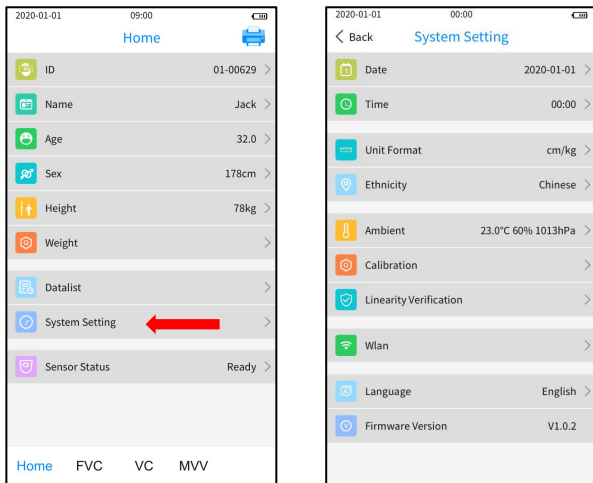 2020-01-01 09:00
Home
ID 01-00629
Name Jack
Age 32.0
Sex 178cm
Height 78kg
Weight
Datalist
System Setting
Sensor Status Ready
Home FVC VC MVV
2020-01-01 00:00
Back System Setting
Date 2020-01-01
Time 00:00
Unit Format cm/kg
Ethnicity Chinese
Ambient 23.0°C 60% 1013hPa
Calibration
Linearity Verification
Wlan
Language English
Firmware Version V1.0.2